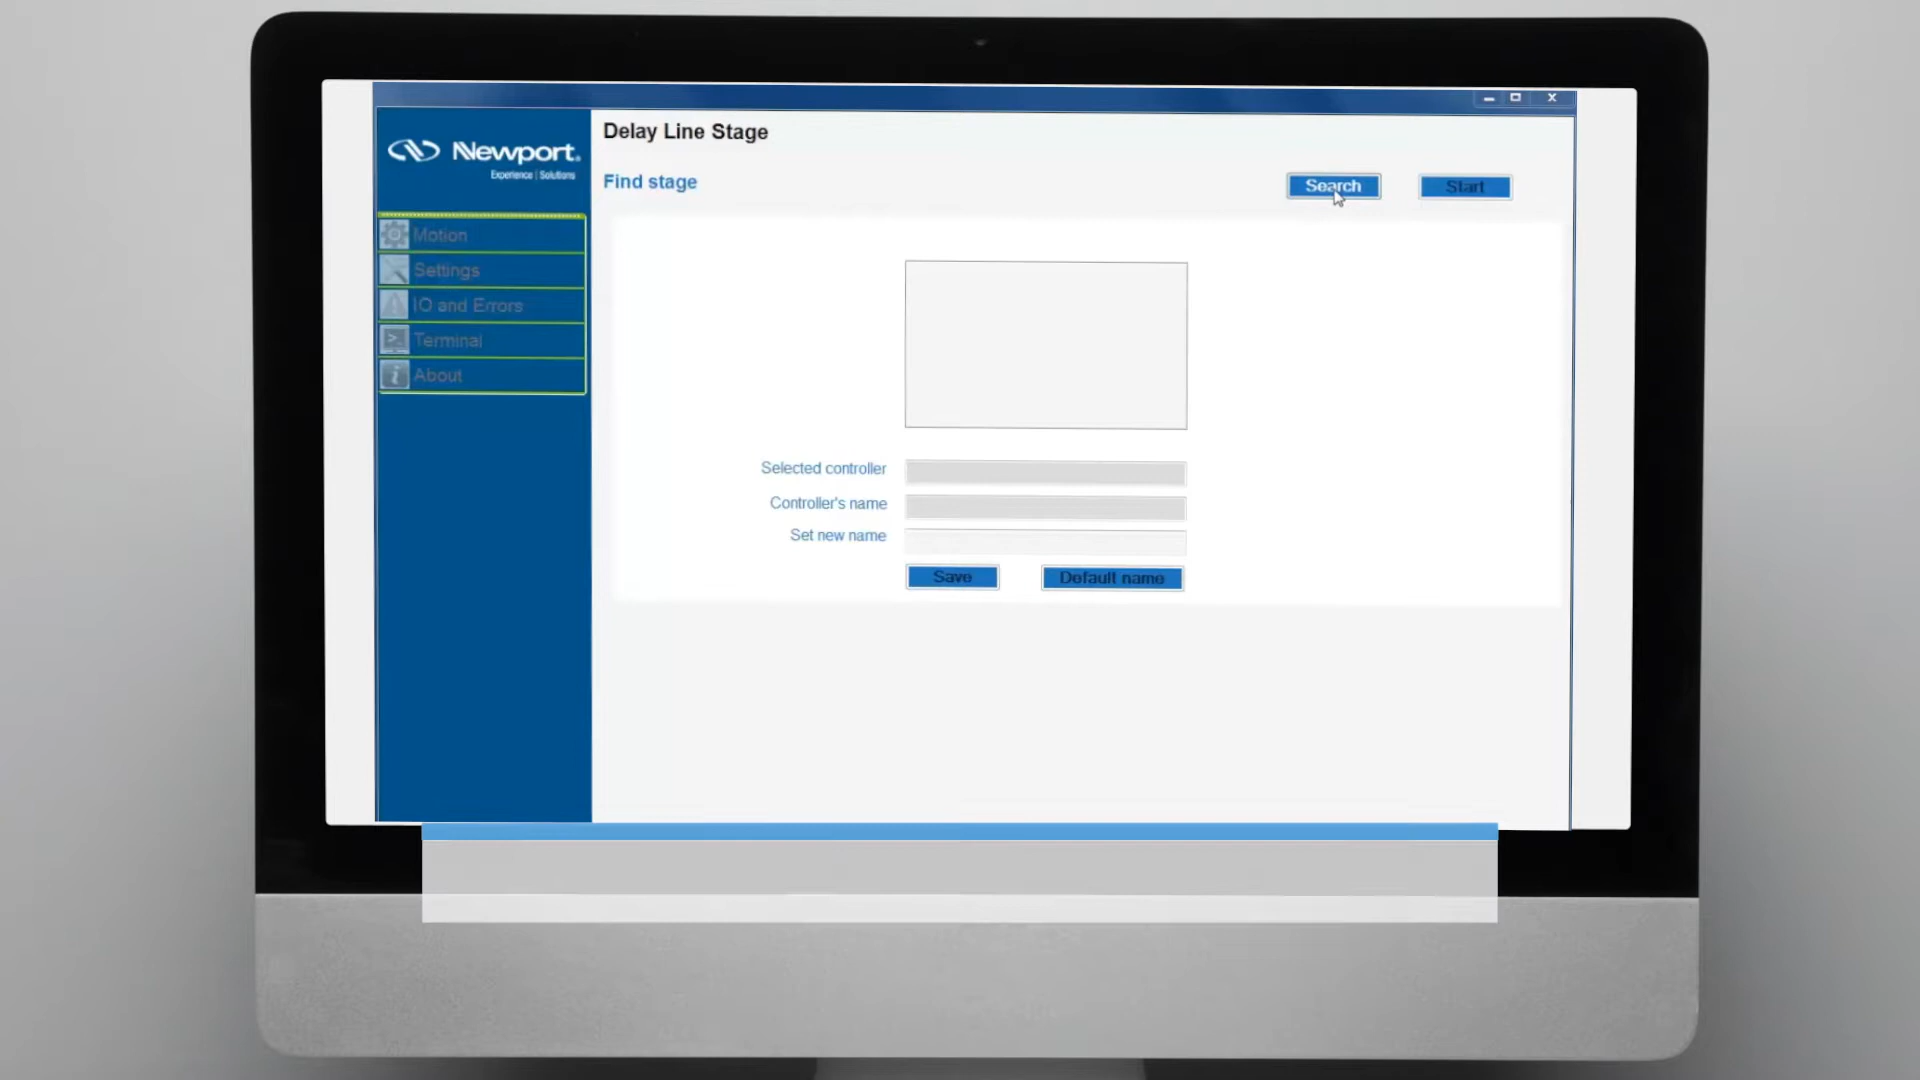 Newport.
Experience | Solutions
Motion
Settings
IO and Errors
Terminal
About
Delay Line Stage
Find stage
Search
Start
Selected controller
Controller's name
Set new name
Save
Default name